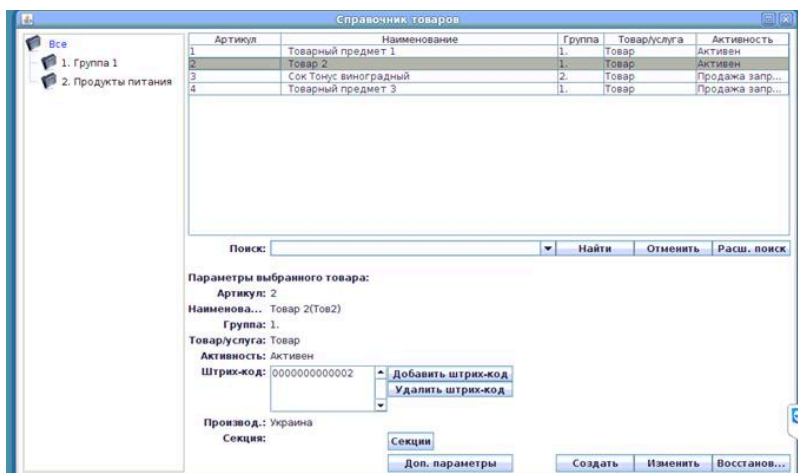 Справочник товаров
Все
1. Группа 1
2. Продукты питания
Артикул Наименование Группа Товар/услуга Активность
1 Товарный предмет 1 1. Товар Активен
2 Товар 2 1. Товар Активен
3 Сок Тонус виноградный 2. Товар Продажа запр...
4 Товарный предмет 3 1. Товар Продажа запр...
Поиск: Найти Отменить Расш. поиск
Параметры выбранного товара:
Артикул: 2
Наименова... Товар 2(Тов2)
Группа: 1.
Товар/услуга: Товар
Активность: Активен
Штрих-код: 0000000000002 Добавить штрих-код
Удалить штрих-код
Производ.: Украина
Секция: Секции
Доп. параметры Создать Изменить Восстанов...